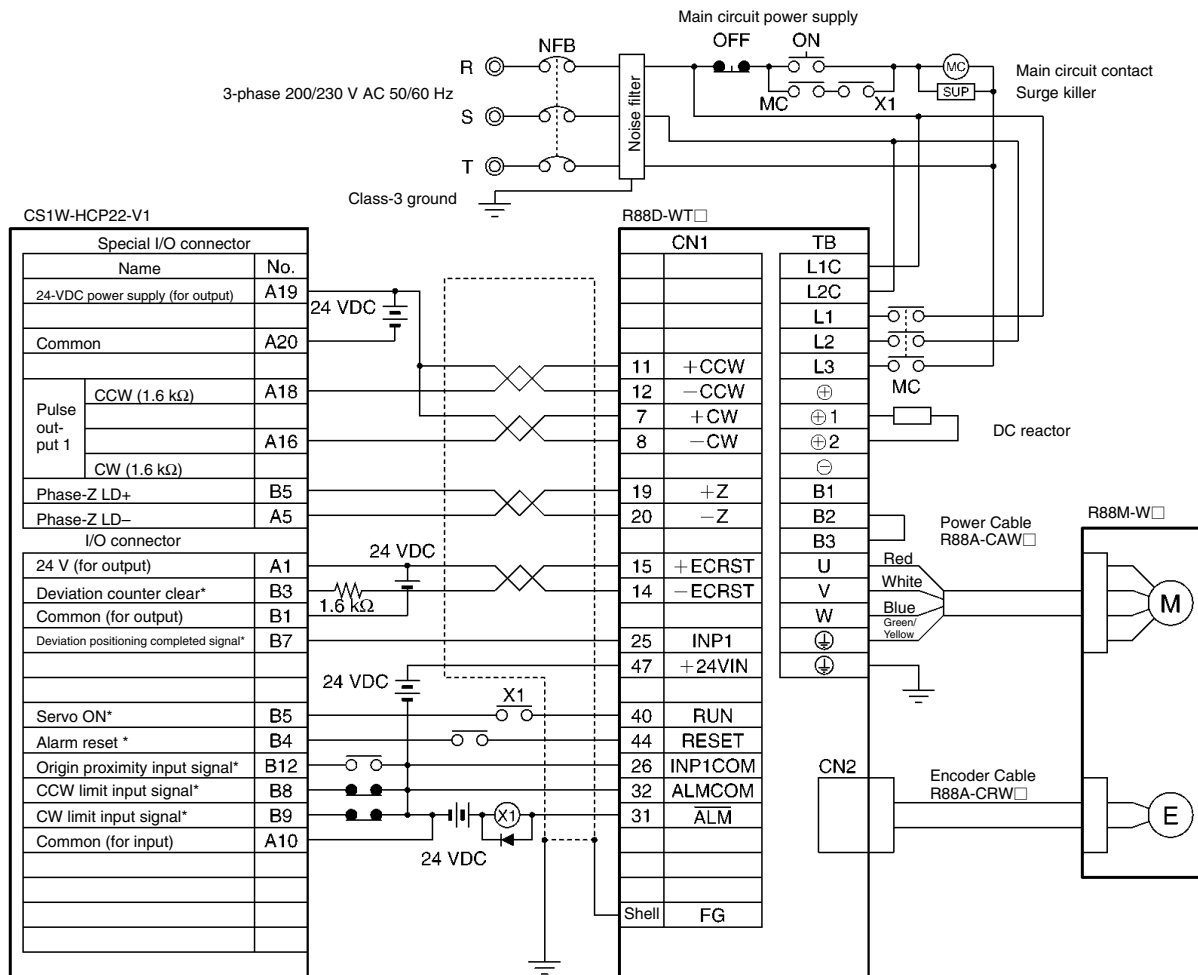 Main circuit power supply
OFF ON
NFB
R
MC
Main circuit contact
SUP
Surge killer
MC X1
3-phase 200/230 V AC 50/60 Hz
S
Noise filter
T
Class-3 ground
CS1W-HCP22-V1
Special I/O connector
Name No.
24-VDC power supply (for output) A19
Common A20
Pulse out-put 1
CCW (1.6 kΩ) A18
A16
CW (1.6 kΩ)
Phase-Z LD+ B5
Phase-Z LD– A5
I/O connector
24 V (for output) A1
Deviation counter clear* B3
Common (for output) B1
Deviation positioning completed signal* B7
Servo ON* B5
Alarm reset * B4
Origin proximity input signal* B12
CCW limit input signal* B8
CW limit input signal* B9
Common (for input) A10
24 VDC
24 VDC
1.6 kΩ
24 VDC
X1
X1
24 VDC
R88D-WT□
CN1
11 +CCW
12 −CCW
7 +CW
8 −CW
19 +Z
20 −Z
15 +ECRST
14 −ECRST
25 INP1
47 +24VIN
40 RUN
44 RESET
26 INP1COM
32 ALMCOM
31 ALM
Shell FG
TB
L1C
L2C
L1
L2
L3
⊕
⊕1
⊕2
⊖
B1
B2
B3
U
V
W
MC
DC reactor
Red
White
Blue
Green/
Yellow
Power Cable
R88A-CAW□
R88M-W□
M
CN2
Encoder Cable
R88A-CRW□
E